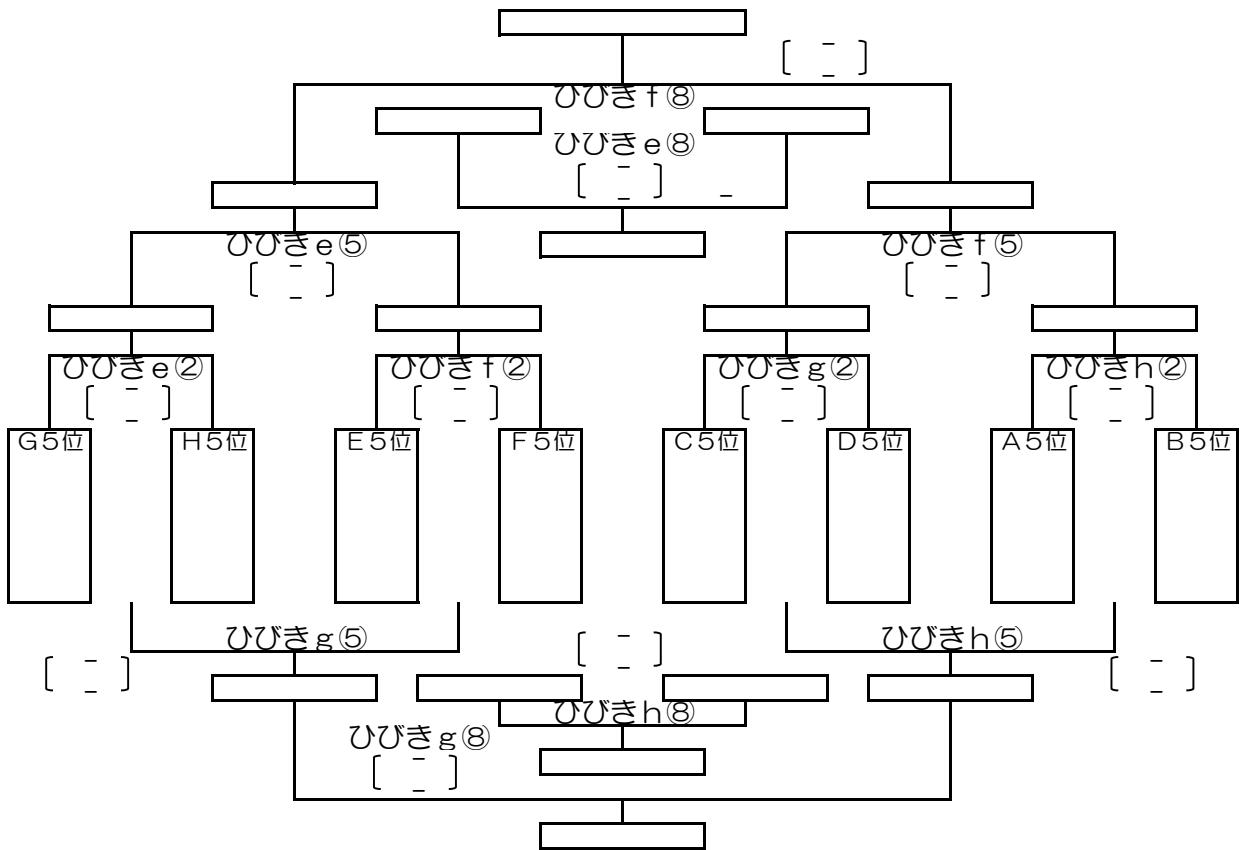 〔 － － 〕
ひびきｆ⑧
ひびきｅ⑧
〔 － － 〕 －
ひびきｅ⑤ ひびきｆ⑤
〔 － － 〕 〔 － － 〕
ひびきｅ② ひびきｆ② ひびきｇ② ひびきｈ②
〔 － － 〕 〔 － － 〕 〔 － － 〕 〔 － － 〕
Ｇ５位 Ｈ５位 Ｅ５位 Ｆ５位 Ｃ５位 Ｄ５位 Ａ５位 Ｂ５位
ひびきｇ⑤ 〔 － － 〕 ひびきｈ⑤
〔 － － 〕 〔 － － 〕
ひびきｈ⑧
ひびきｇ⑧
〔 － － 〕